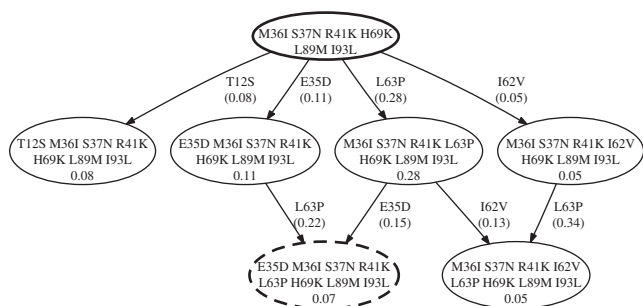 M36I S37N R41K H69K
L89M I93L
T12S
(0.08)
E35D
(0.11)
L63P
(0.28)
I62V
(0.05)
T12S M36I S37N R41K
H69K L89M I93L
0.08
E35D M36I S37N R41K
H69K L89M I93L
0.11
M36I S37N R41K L63P
H69K L89M I93L
0.28
M36I S37N R41K I62V
H69K L89M I93L
0.05
L63P
(0.22)
E35D
(0.15)
I62V
(0.13)
L63P
(0.34)
E35D M36I S37N R41K
L63P H69K L89M I93L
0.07
M36I S37N R41K I62V
L63P H69K L89M I93L
0.05